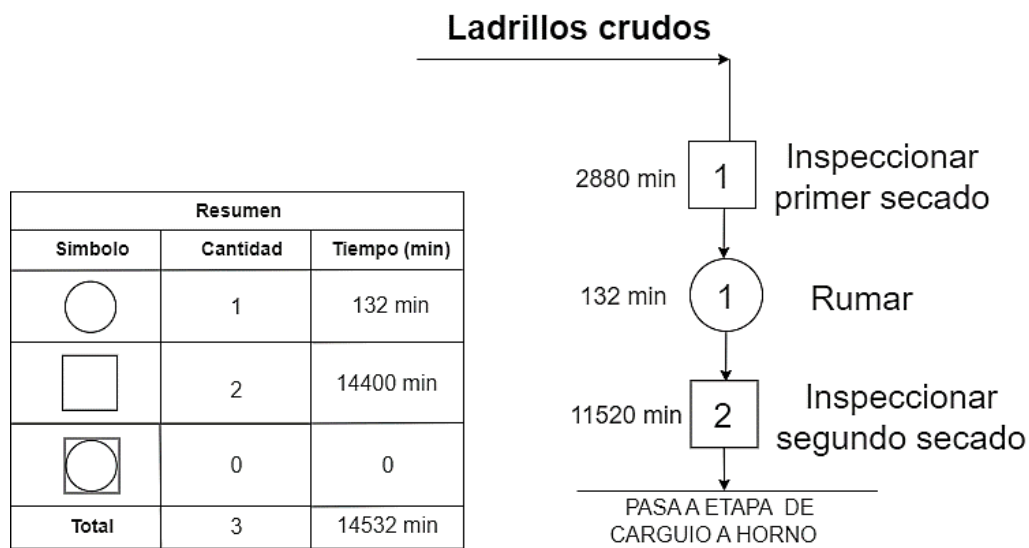 Ladrillos crudos
2880 min
1
Inspeccionar
primer secado
132 min
1
Rumar
11520 min
2
Inspeccionar
segundo secado
PASA A ETAPA DE
CARGUIO A HORNO
Resumen
Simbolo Cantidad Tiempo (min)
1 132 min
2 14400 min
0 0
Total 3 14532 min